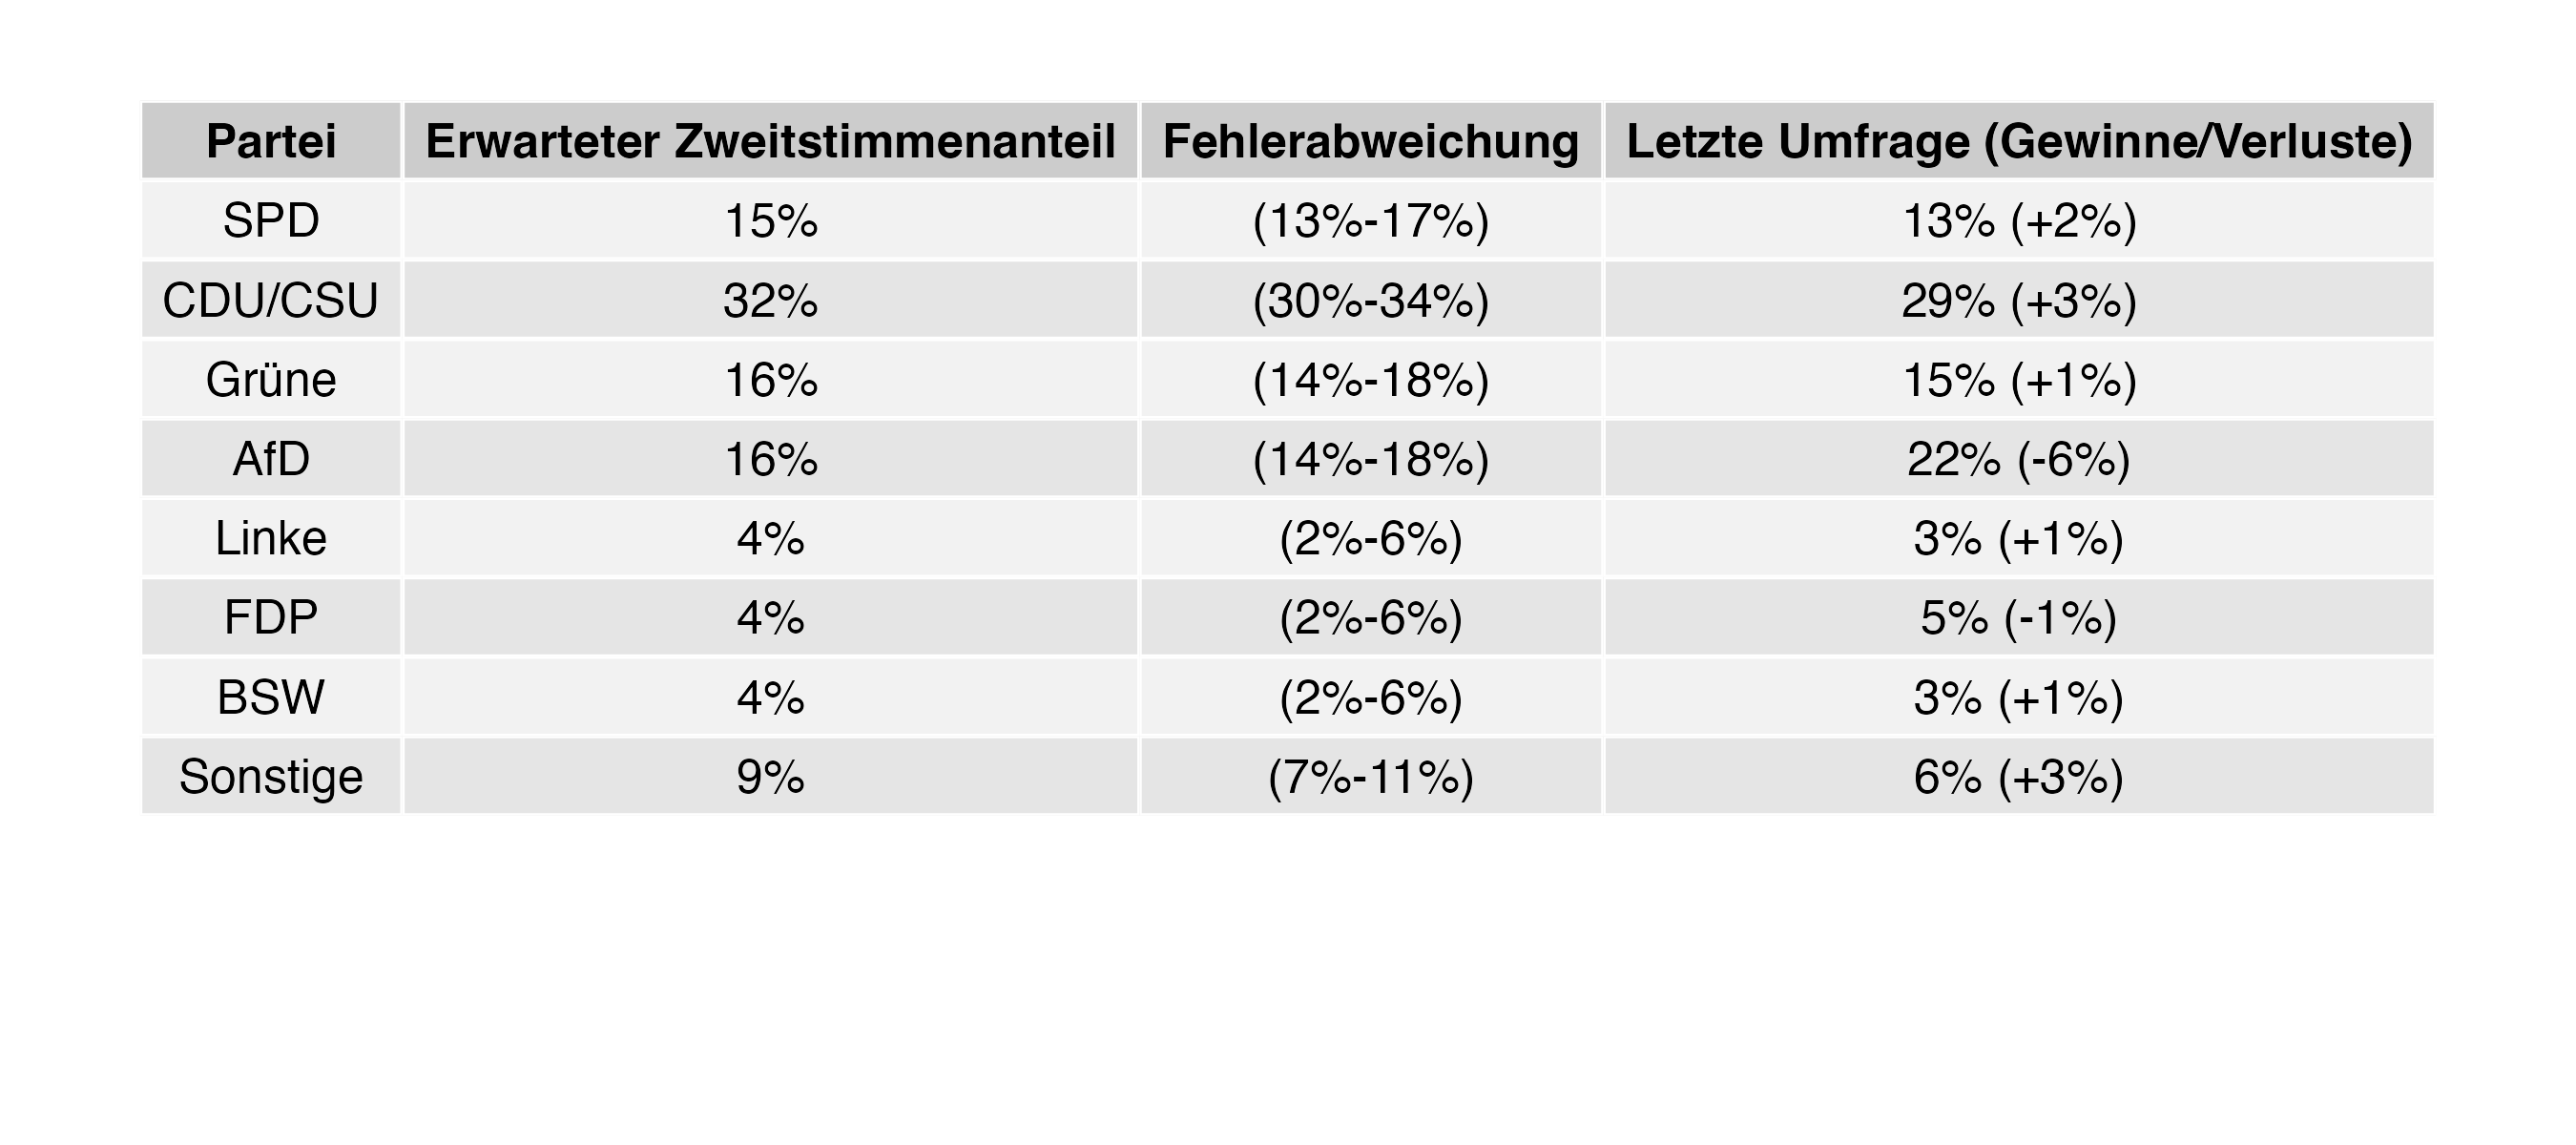 Partei Erwarteter Zweitstimmenanteil Fehlerabweichung Letzte Umfrage (Gewinne/Verluste)
SPD 15% (13%-17%) 13% (+2%)
CDU/CSU 32% (30%-34%) 29% (+3%)
Grüne 16% (14%-18%) 15% (+1%)
AfD 16% (14%-18%) 22% (-6%)
Linke 4% (2%-6%) 3% (+1%)
FDP 4% (2%-6%) 5% (-1%)
BSW 4% (2%-6%) 3% (+1%)
Sonstige 9% (7%-11%) 6% (+3%)